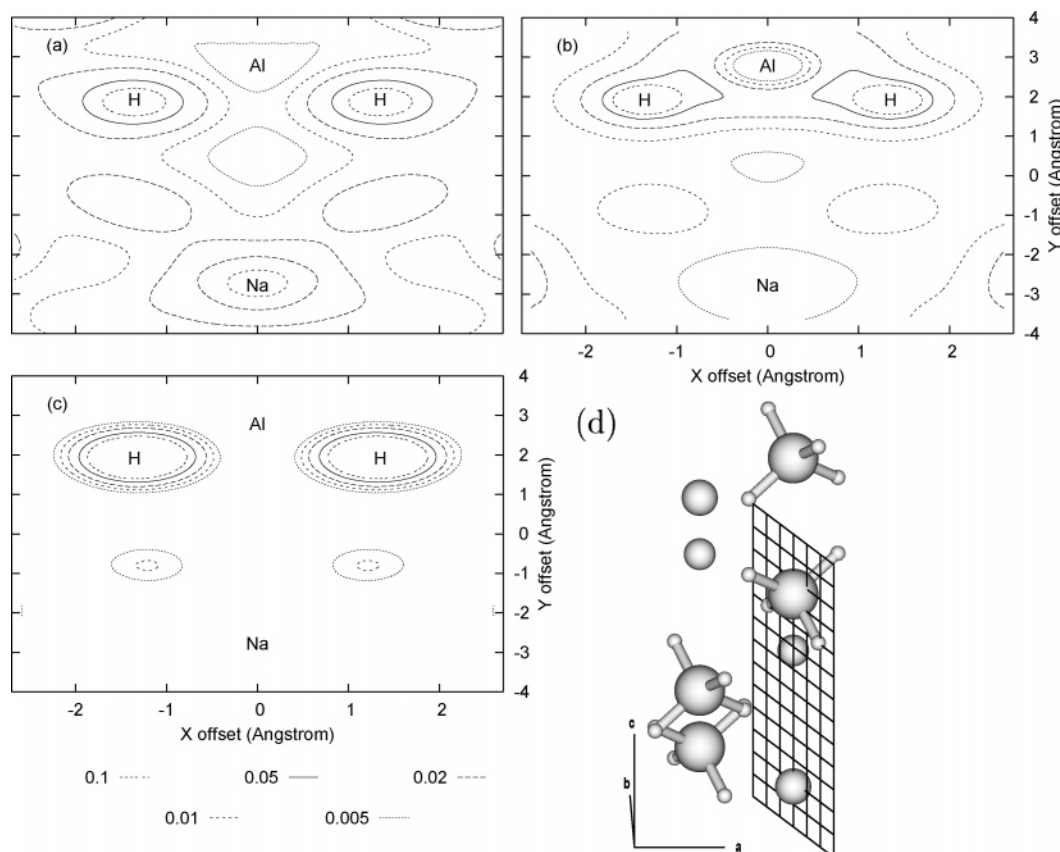 (a)
Al
H
H
Na
(b)
Al
H
H
Na
4
3
2
1
0
-1
-2
-3
-4
Y offset (Angstrom)
-2
-1
0
1
2
X offset (Angstrom)
(c)
Al
H
H
Na
4
3
2
1
0
-1
-2
-3
-4
Y offset (Angstrom)
-2
-1
0
1
2
X offset (Angstrom)
0.1
0.05
0.02
0.01
0.005
(d)
c
b
a